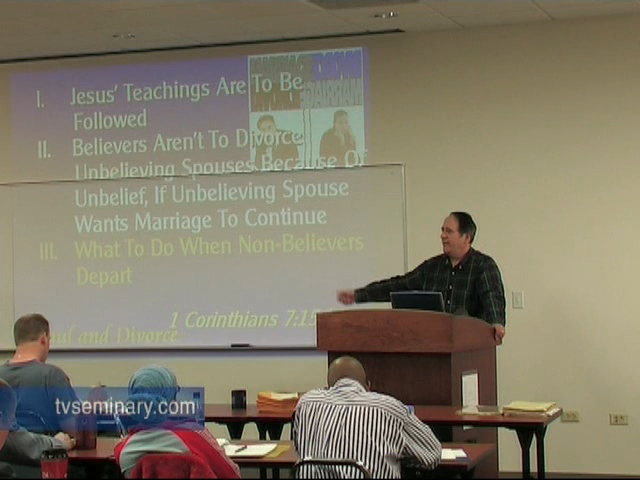 I. Jesus' Teachings Are To Be
Followed
II. Believers Aren't To Divorce
Unbelieving Spouses Because Of
Unbelief, If Unbelieving Spouse
Wants Marriage To Continue
III. What To Do When Non-Believers
Depart
1 Corinthians 7:15
and Divorce
tvseminary.com